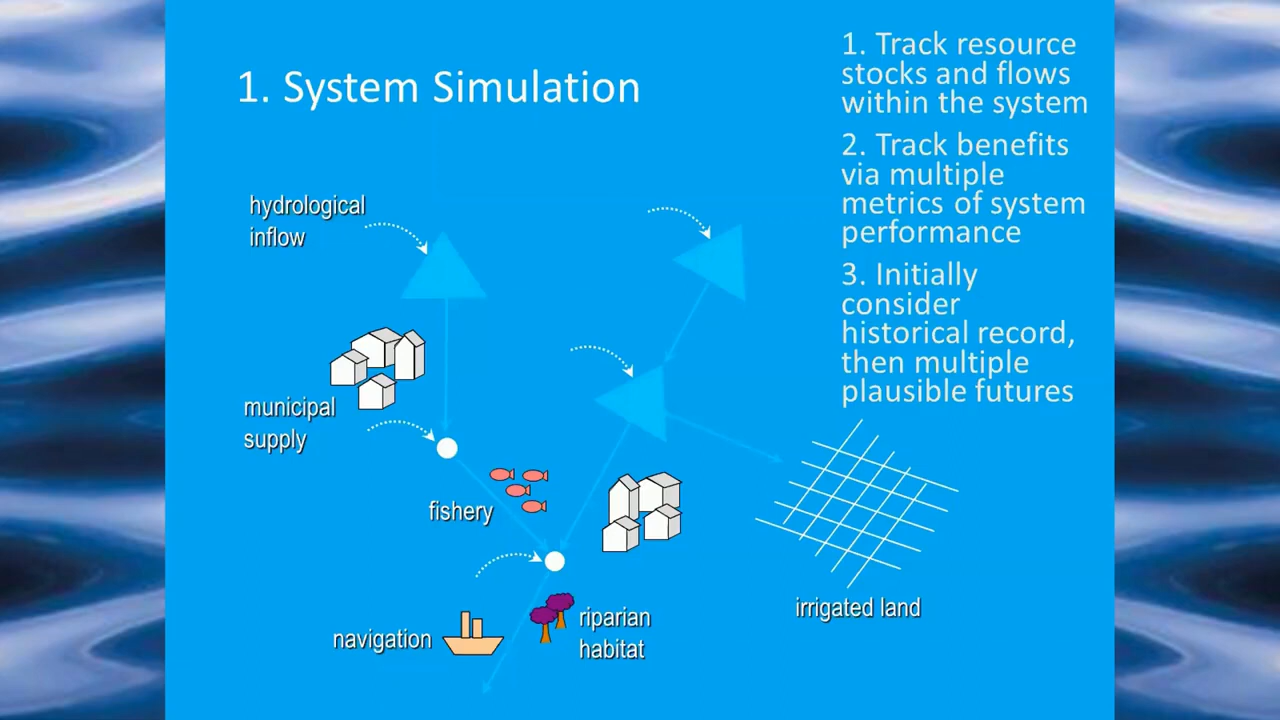 1. System Simulation
1. Track resource
stocks and flows
within the system
2. Track benefits
via multiple
metrics of system
performance
3. Initially
consider
historical record,
then multiple
plausible futures
hydrological
inflow
municipal
supply
fishery
navigation
riparian
habitat
irrigated land